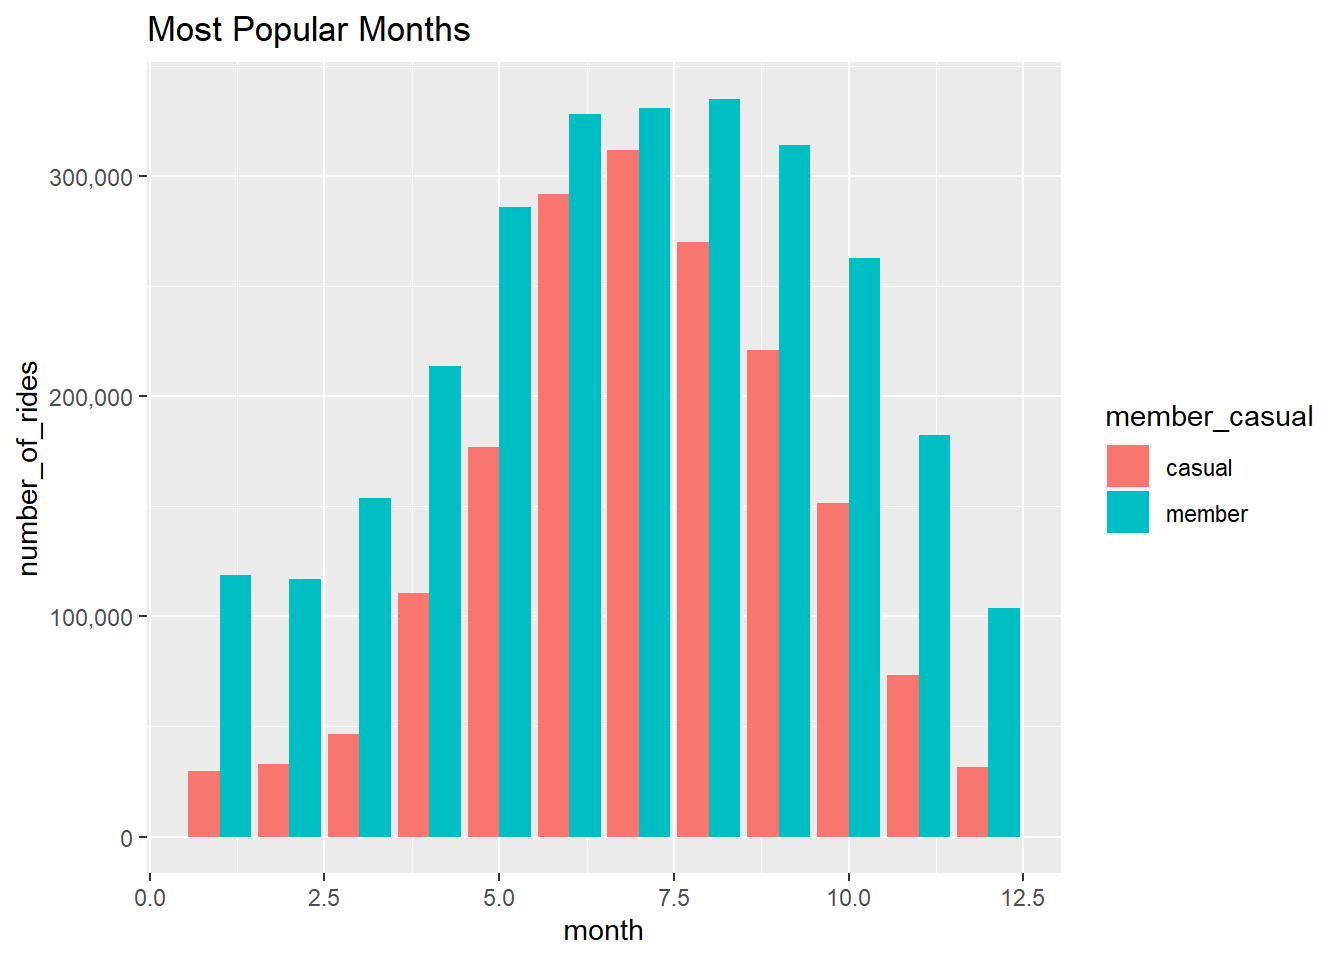 Most Popular Months
number_of_rides
300,000
200,000
100,000
0
0.0 2.5 5.0 7.5 10.0 12.5
month
member_casual
casual
member